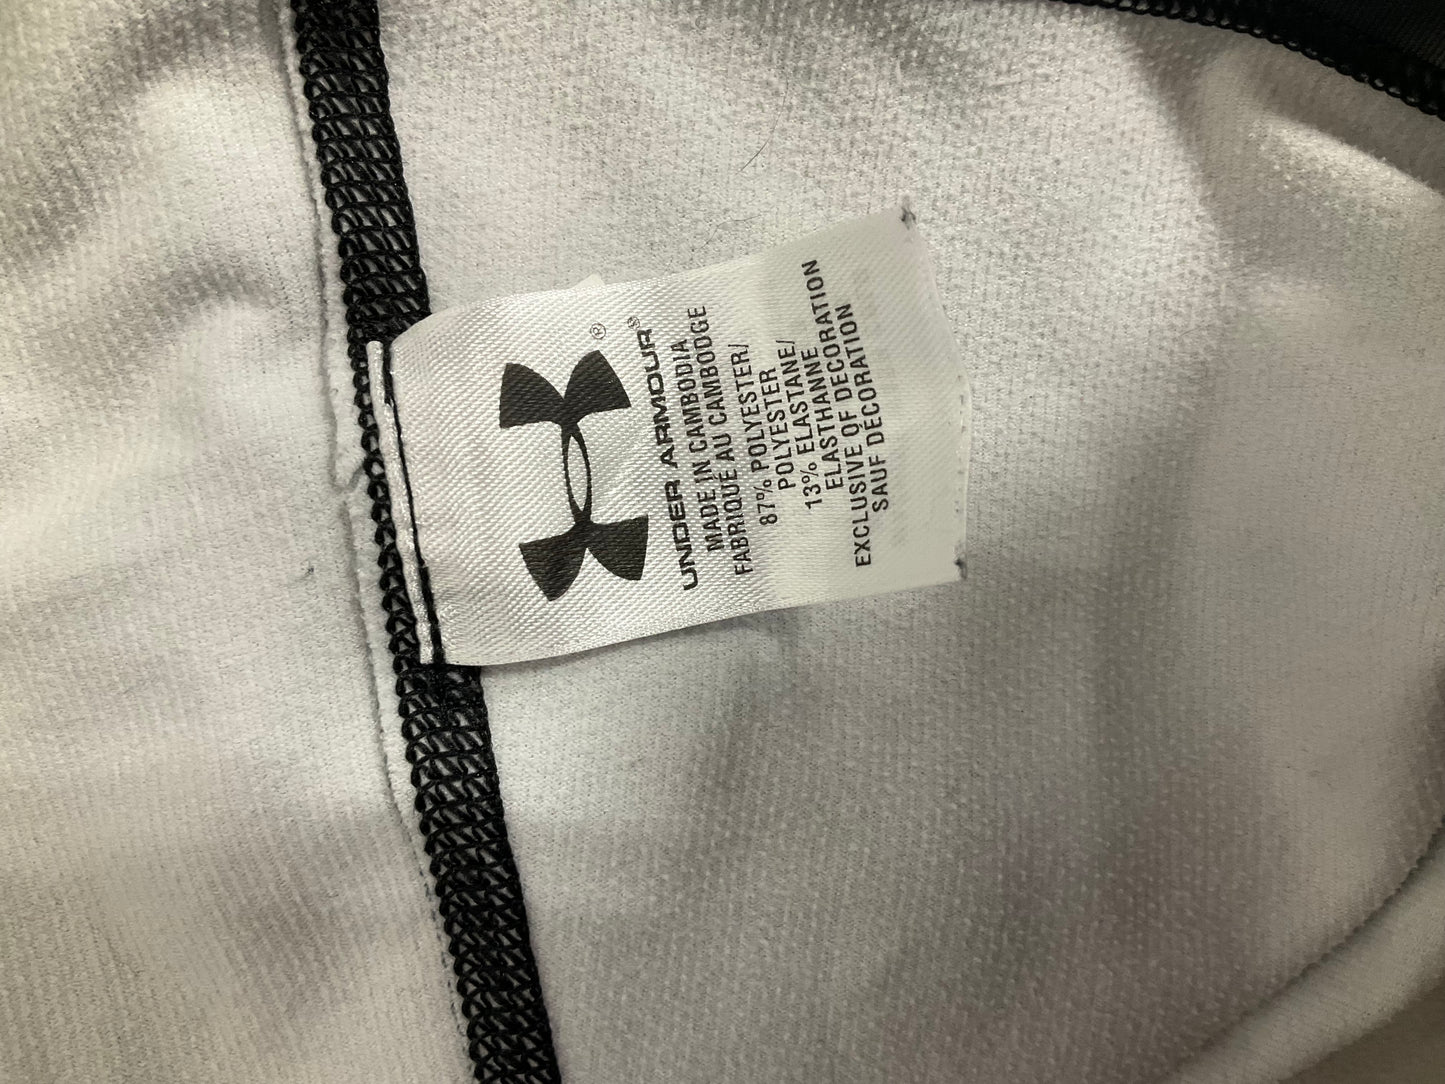 ®
UNDER ARMOUR®
MADE IN CAMBODIA
FABRIQUÉ AU CAMBODGE
87% POLYESTER/
POLYESTER
13% ELASTANE/
ELASTHANNE
EXCLUSIVE OF DECORATION
SAUF DÉCORATION